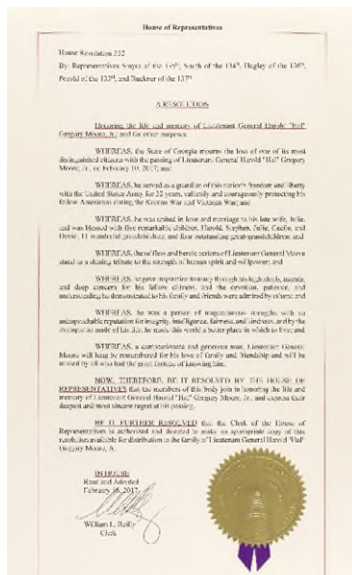 House of Representatives
House Resolution 332
By: Representatives Smyre of the 135th, Smith of the 134th, Hugley of the 136th,
Pezold of the 133rd, and Buckner of the 137th
A RESOLUTION
Honoring the life and memory of Lieutenant General Harold "Hal"
Gregory Moore, Jr.; and for other purposes.
WHEREAS, the State of Georgia mourns the loss of one of its most
distinguished citizens with the passing of Lieutenant General Harold "Hal" Gregory
Moore, Jr., on February 10, 2017; and
WHEREAS, he served as a guardian of this nation's freedom and liberty
with the United States Army for 32 years, valiantly and courageously protecting his
fellow Americans during the Korean War and Vietnam War; and
WHEREAS, he was united in love and marriage to his late wife, Julie,
and was blessed with five remarkable children, Harold, Stephen, Julie, Cecile, and
David, 11 wonderful grandchildren, and four outstanding great-grandchildren; and
WHEREAS, the selfless and heroic actions of Lieutenant General Moore
stand as a shining tribute to the strength of human spirit and willpower; and
WHEREAS, he gave inspiration to many through his high ideals, morals,
and deep concern for his fellow citizens, and the devotion, patience, and
understanding he demonstrated to his family and friends were admired by others; and
WHEREAS, he was a person of magnanimous strengths with an
unimpeachable reputation for integrity, intelligence, fairness, and kindness, and by the
example he made of his life, he made this world a better place in which to live; and
WHEREAS, a compassionate and generous man, Lieutenant General
Moore will long be remembered for his love of family and friendship and will be
missed by all who had the great fortune of knowing him.
NOW, THEREFORE, BE IT RESOLVED BY THE HOUSE OF
REPRESENTATIVES that the members of this body join in honoring the life and
memory of Lieutenant General Harold "Hal" Gregory Moore, Jr., and express their
deepest and most sincere regret at his passing.
BE IT FURTHER RESOLVED that the Clerk of the House of
Representatives is authorized and directed to make an appropriate copy of this
resolution available for distribution to the family of Lieutenant General Harold "Hal"
Gregory Moore, Jr.
IN HOUSE
Read and Adopted
February 2017
William L. Reilly
Clerk